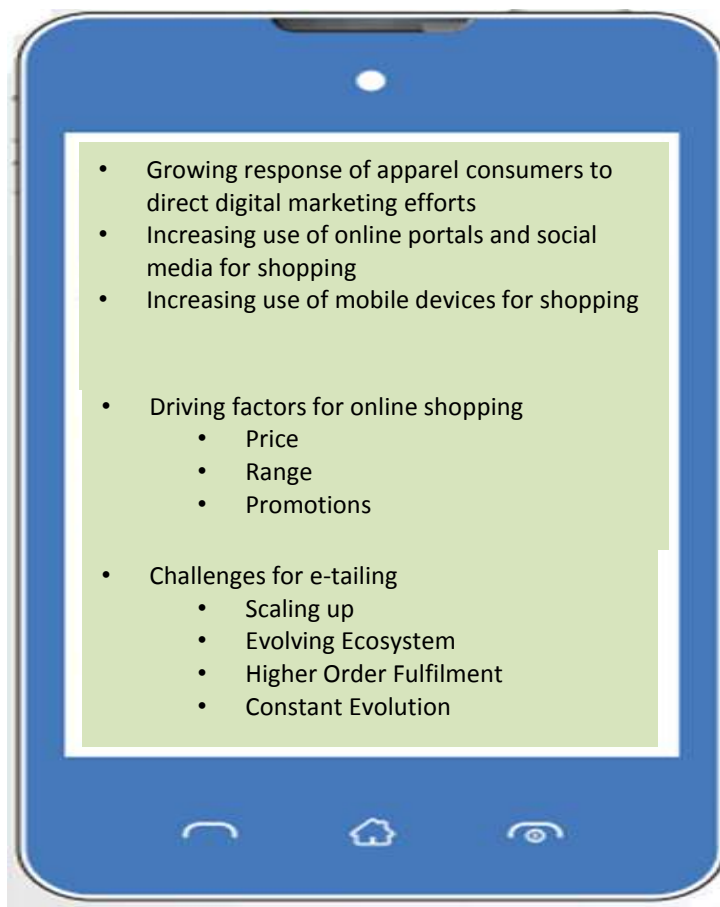 • Growing response of apparel consumers to
direct digital marketing efforts
• Increasing use of online portals and social
media for shopping
• Increasing use of mobile devices for shopping
• Driving factors for online shopping
• Price
• Range
• Promotions
• Challenges for e-tailing
• Scaling up
• Evolving Ecosystem
• Higher Order Fulfilment
• Constant Evolution